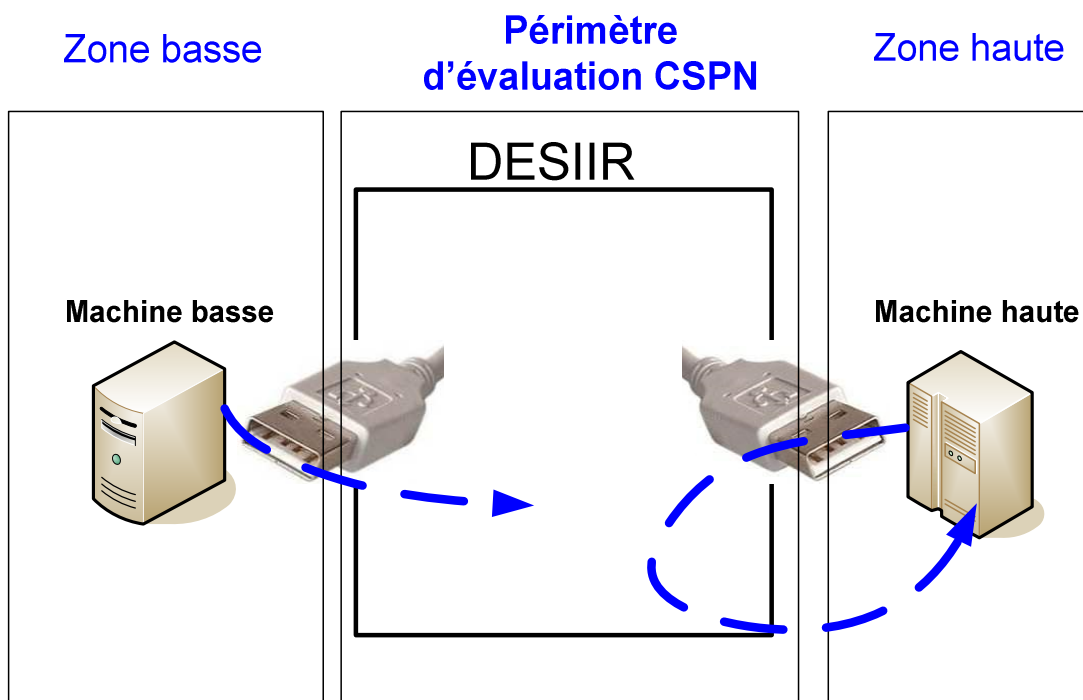 Zone basse
Périmètre
d'évaluation CSPN
Zone haute
DESIIR
Machine basse
Machine haute